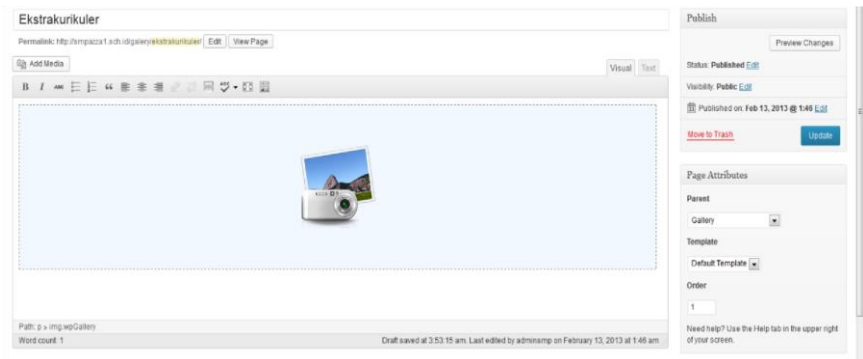 Ekstrakurikuler
Permalink: http://smpazza1.sch.id/galery/ekstrakurikuler/ Edit View Page
Add Media
Visual Text
B I ABC
Path: p » img.wpGallery
Word count: 1
Draft saved at 3:53:15 am. Last edited by adminsmp on February 13, 2013 at 1:46 am
Publish
Preview Changes
Status: Published Edit
Visibility: Public Edit
Published on: Feb 13, 2013 @ 1:46 Edit
Move to Trash Update
Page Attributes
Parent
Gallery
Template
Default Template
Order
1
Need help? Use the Help tab in the upper right
of your screen.